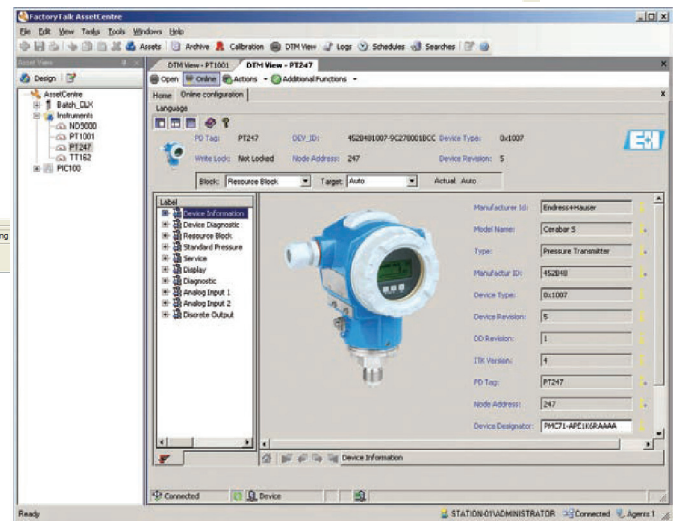 FactoryTalk AssetCentre
File Edit View Tasks Tools Windows Help
Assets Archive Calibration DTM View Logs Schedules Searches
Asset View
DTM View - PT1001 DTM View - PT247
Design
Open Online Actions Additional Functions
Home Online configuration
Language
AssetCentre
Batch_CLX
Instruments
ND9000
PT1001
PT247
TT162
PIC100
PD Tag: PT247 DEV_ID: 4528481007-9C27B001BCC Device Type: 0x1007
Write Lock: Not Locked Node Address: 247 Device Revision: 5
E+H
Block: Resource Block Target: Auto Actual Auto
Label
Device Information
Device Diagnostic
Resource Block
Standard Pressure
Service
Display
Diagnostic
Analog Input 1
Analog Input 2
Discrete Output
Manufacturer Id: Endress+Hauser
Model Name: Cerabar S
Type: Pressure Transmitter
Manufactur ID: 452B48
Device Type: 0x1007
Device Revision: 5
DD Revision: 1
ITK Version: 4
PD Tag: PT247
Node Address: 247
Device Designator:
Device Information
Connected Device
Ready STATION-01\ADMINISTRATOR Connected Agents 1
ng